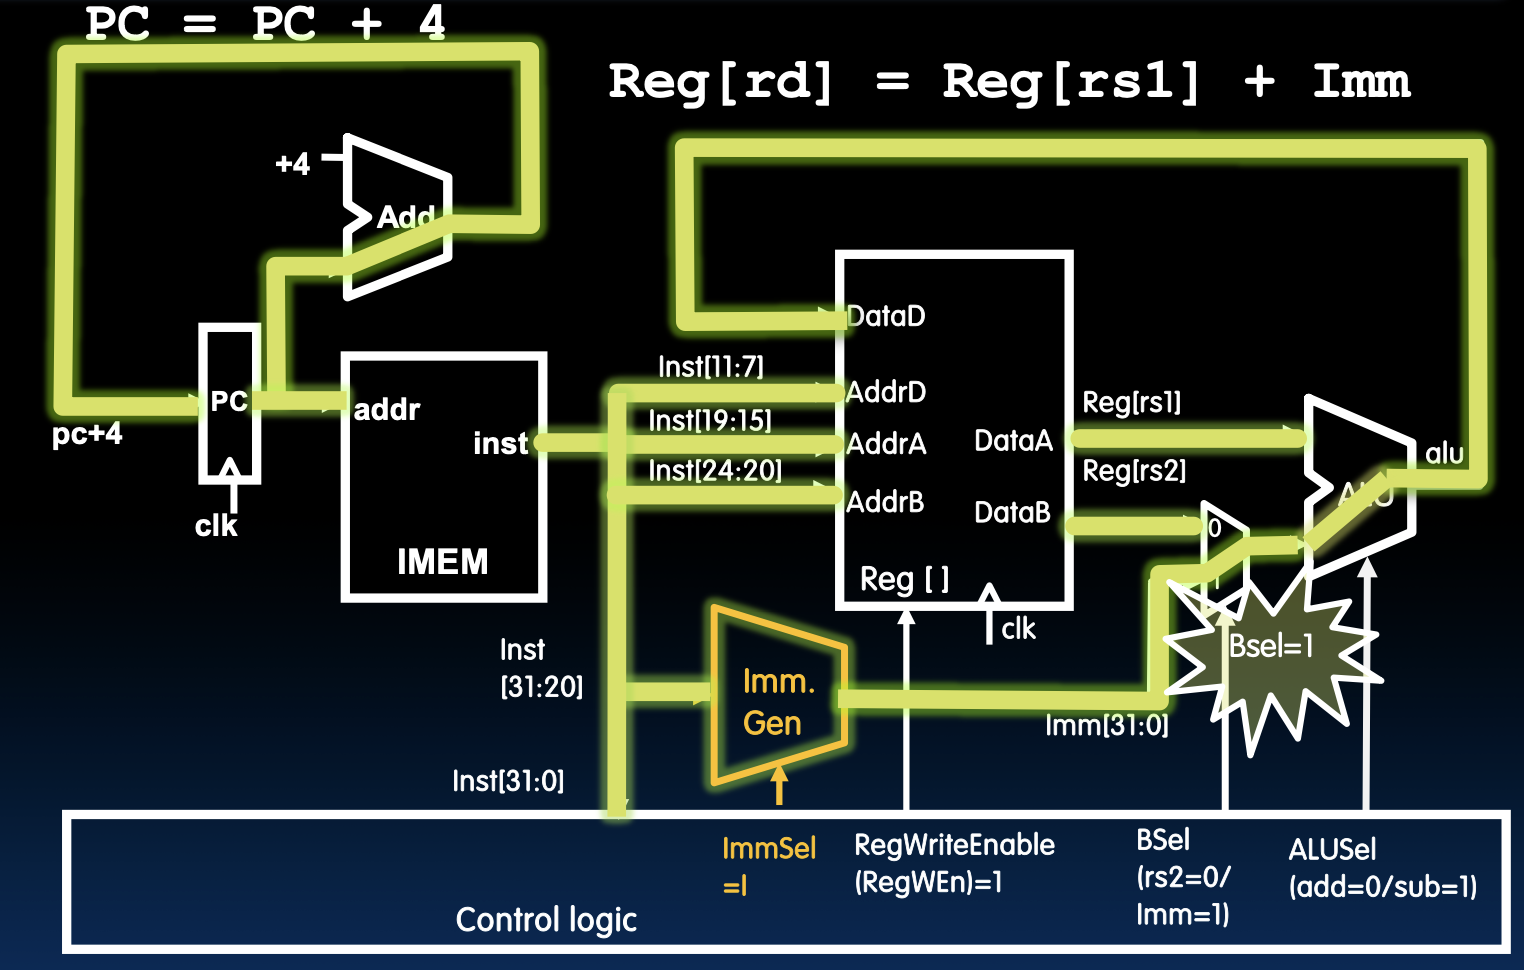 PC = PC + 4
Reg[rd] = Reg[rs1] + Imm
+4
Add
PC
pc+4
clk
addr
inst
IMEM
Inst[11:7]
Inst[19:15]
Inst[24:20]
DataD
AddrD
AddrA
AddrB
DataA
DataB
Reg []
clk
Reg[rs1]
Reg[rs2]
0
1
ALU
alu
Bsel=1
Inst
[31:20]
Imm.
Gen
Imm[31:0]
Inst[31:0]
ImmSel
=I
RegWriteEnable
(RegWEn)=1
BSel
(rs2=0/
Imm=1)
ALUSel
(add=0/sub=1)
Control logic